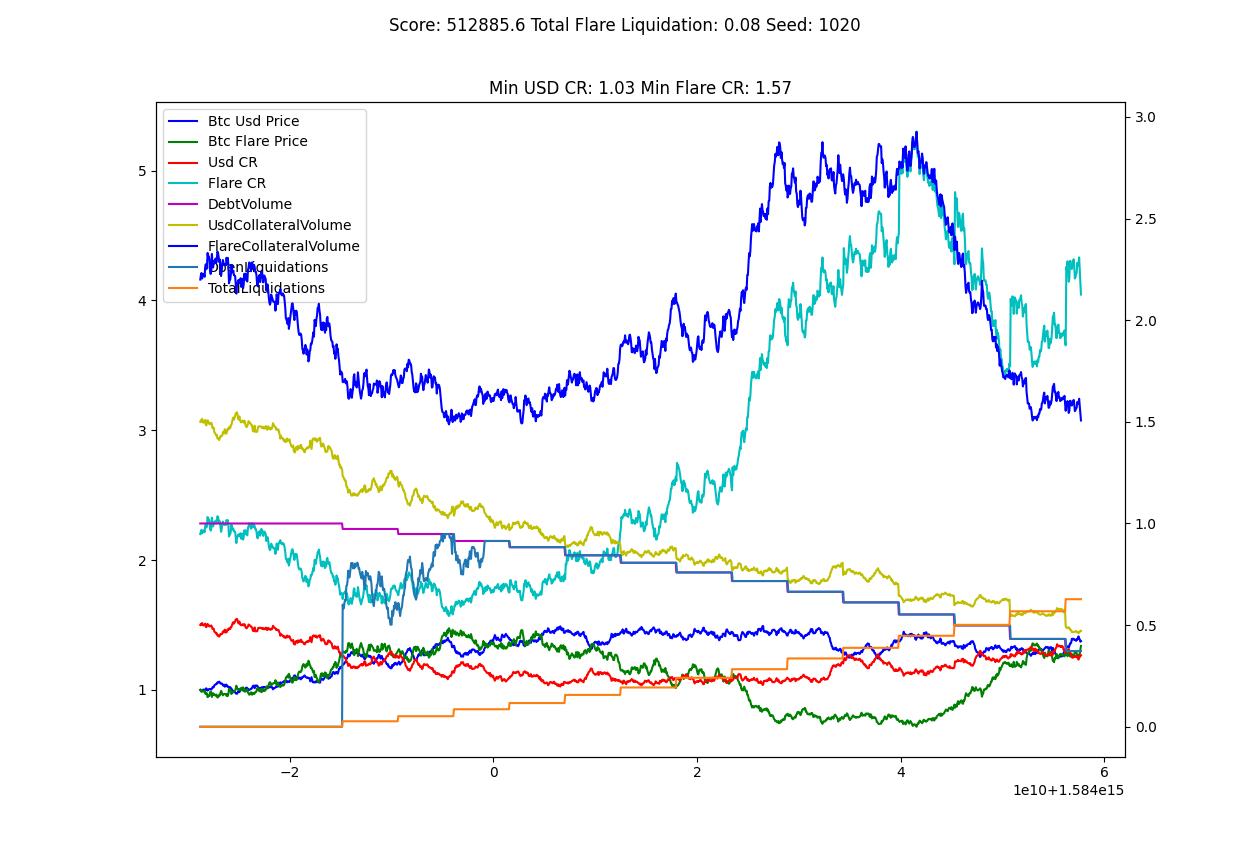 Score: 512885.6 Total Flare Liquidation: 0.08 Seed: 1020
Min USD CR: 1.03 Min Flare CR: 1.57
Btc Usd Price
Btc Flare Price
Usd CR
Flare CR
DebtVolume
UsdCollateralVolume
FlareCollateralVolume
OpenLiquidations
TotalLiquidations
5
4
3
2
1
3.0
2.5
2.0
1.5
1.0
0.5
0.0
−2
0
2
4
6
1e10+1.584e15